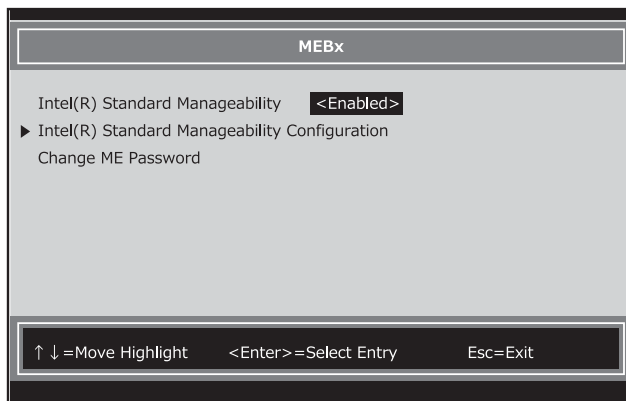 MEBx
Intel(R) Standard Manageability <Enabled>
▶ Intel(R) Standard Manageability Configuration
Change ME Password
↑↓=Move Highlight <Enter>=Select Entry Esc=Exit